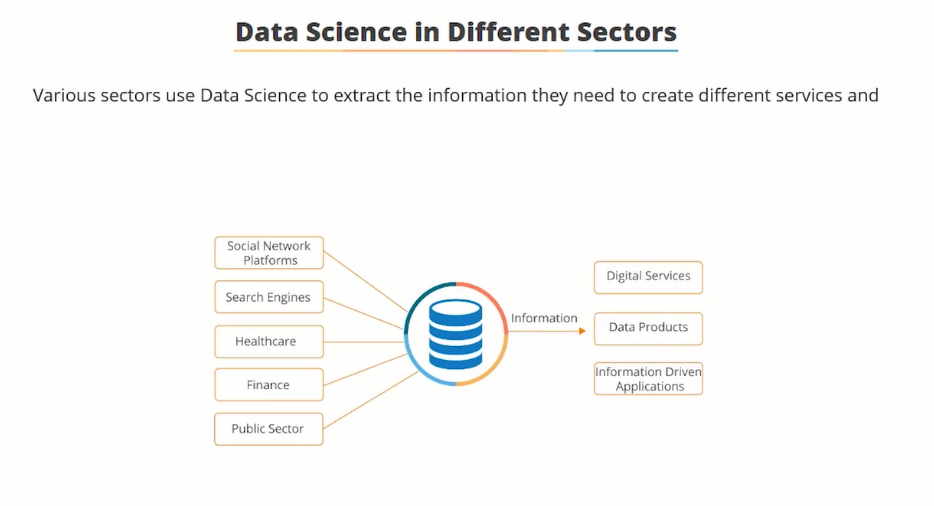 Data Science in Different Sectors
Various sectors use Data Science to extract the information they need to create different services and
Social Network
Platforms
Search Engines
Healthcare
Finance
Public Sector
Information
Digital Services
Data Products
Information Driven
Applications